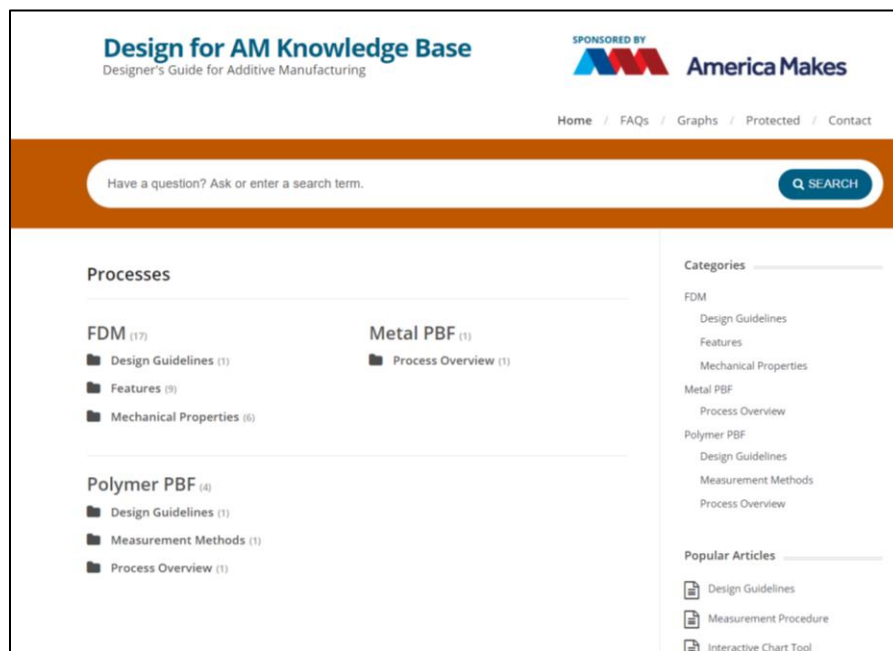 Design for AM Knowledge Base
Designer's Guide for Additive Manufacturing
SPONSORED BY
America Makes
Home / FAQs / Graphs / Protected / Contact
Have a question? Ask or enter a search term.
SEARCH
Processes
FDM (17)
Design Guidelines (1)
Features (9)
Mechanical Properties (6)
Metal PBF (1)
Process Overview (1)
Polymer PBF (4)
Design Guidelines (1)
Measurement Methods (1)
Process Overview (1)
Categories
FDM
Design Guidelines
Features
Mechanical Properties
Metal PBF
Process Overview
Polymer PBF
Design Guidelines
Measurement Methods
Process Overview
Popular Articles
Design Guidelines
Measurement Procedure
Interactive Chart Tool